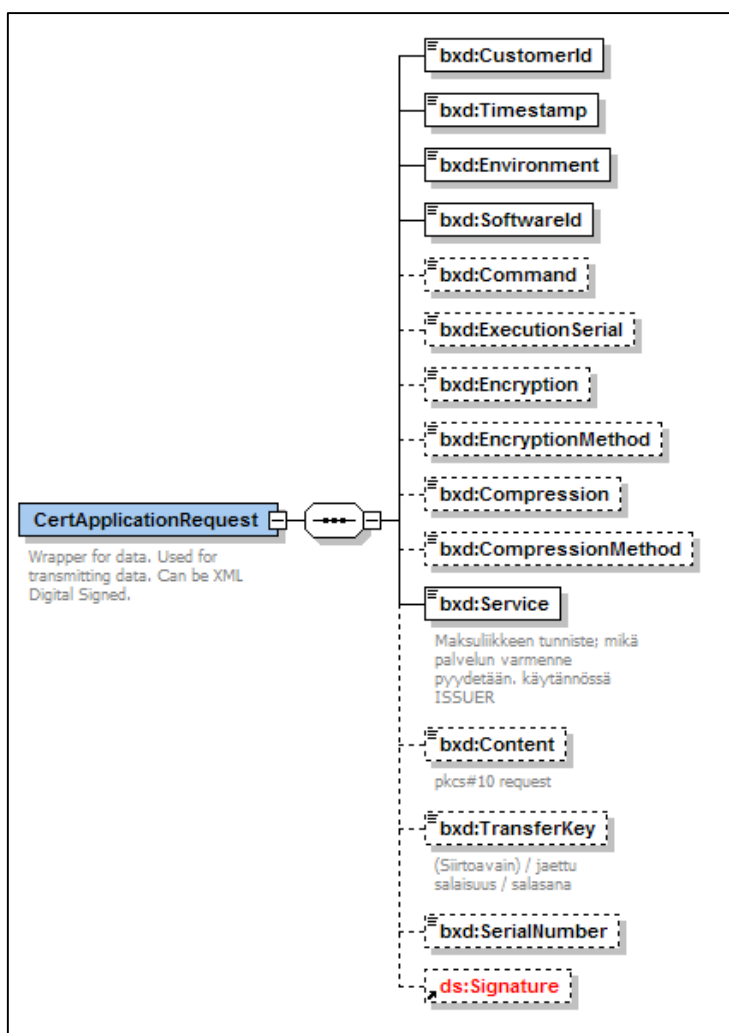 bxd:CustomerId
bxd:Timestamp
bxd:Environment
bxd:SoftwareId
bxd:Command
bxd:ExecutionSerial
bxd:Encryption
bxd:EncryptionMethod
bxd:Compression
bxd:CompressionMethod
CertApplicationRequest
Wrapper for data. Used for
transmitting data. Can be XML
Digital Signed.
bxd:Service
Maksuliikkeen tunniste; mikä
palvelun varmenne
pyydetään. käytännössä
ISSUER
bxd:Content
pkcs#10 request
bxd:TransferKey
(Siirtoavain) / jaettu
salaisuus / salasana
bxd:SerialNumber
ds:Signature